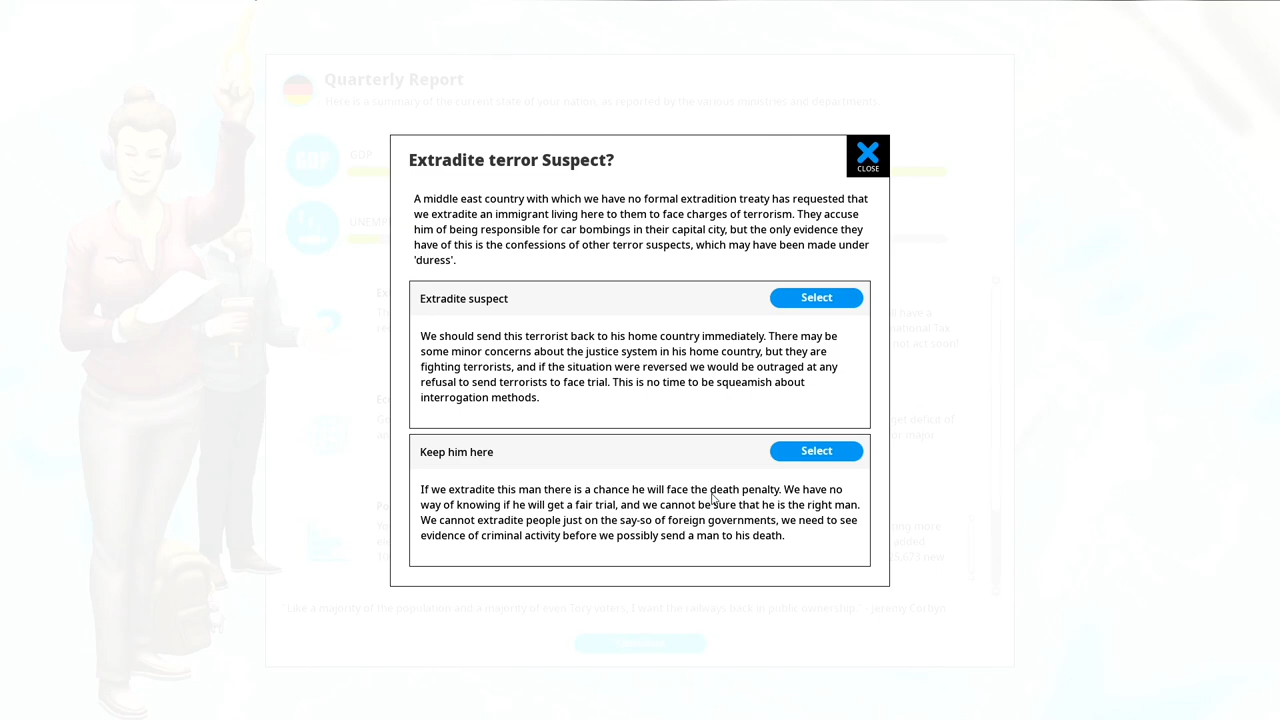 Quarterly Report
Here is a summary of the current state of your nation, as reported by the various ministries and departments.
GDP
Extradite terror Suspect?
CLOSE
A middle east country with which we have no formal extradition treaty has requested that
we extradite an immigrant living here to them to face charges of terrorism. They accuse
him of being responsible for car bombings in their capital city, but the only evidence they
have of this is the confessions of other terror suspects, which may have been made under
'duress'.
Extradite suspect
Select
We should send this terrorist back to his home country immediately. There may be
some minor concerns about the justice system in his home country, but they are
fighting terrorists, and if the situation were reversed we would be outraged at any
refusal to send terrorists to face trial. This is no time to be squeamish about
interrogation methods.
Keep him here
Select
If we extradite this man there is a chance he will face the death penalty. We have no
way of knowing if he will get a fair trial, and we cannot be sure that he is the right man.
We cannot extradite people just on the say-so of foreign governments, we need to see
evidence of criminal activity before we possibly send a man to his death.
"Like a majority of the population and a majority of even Tory voters, I want the railways back in public ownership." - Jeremy Corbyn